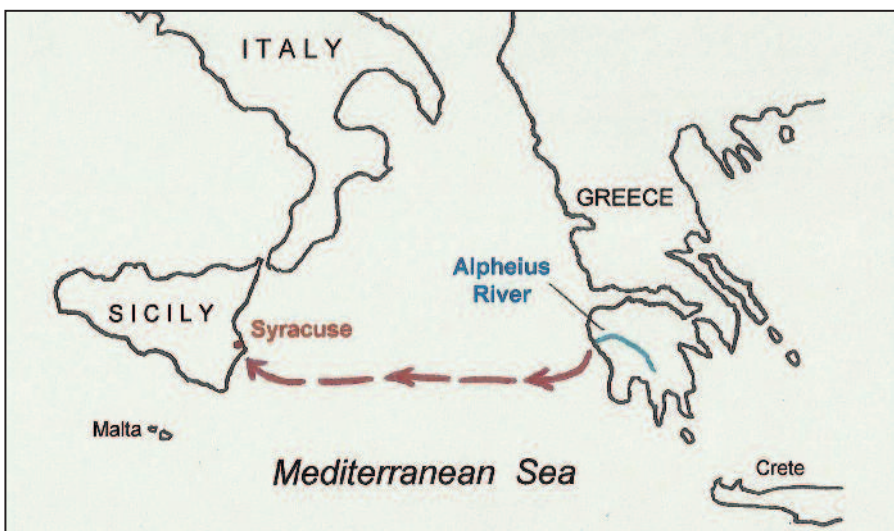 ITALY
GREECE
Alpheius
River
SICILY
Syracuse
Malta
Mediterranean Sea
Crete